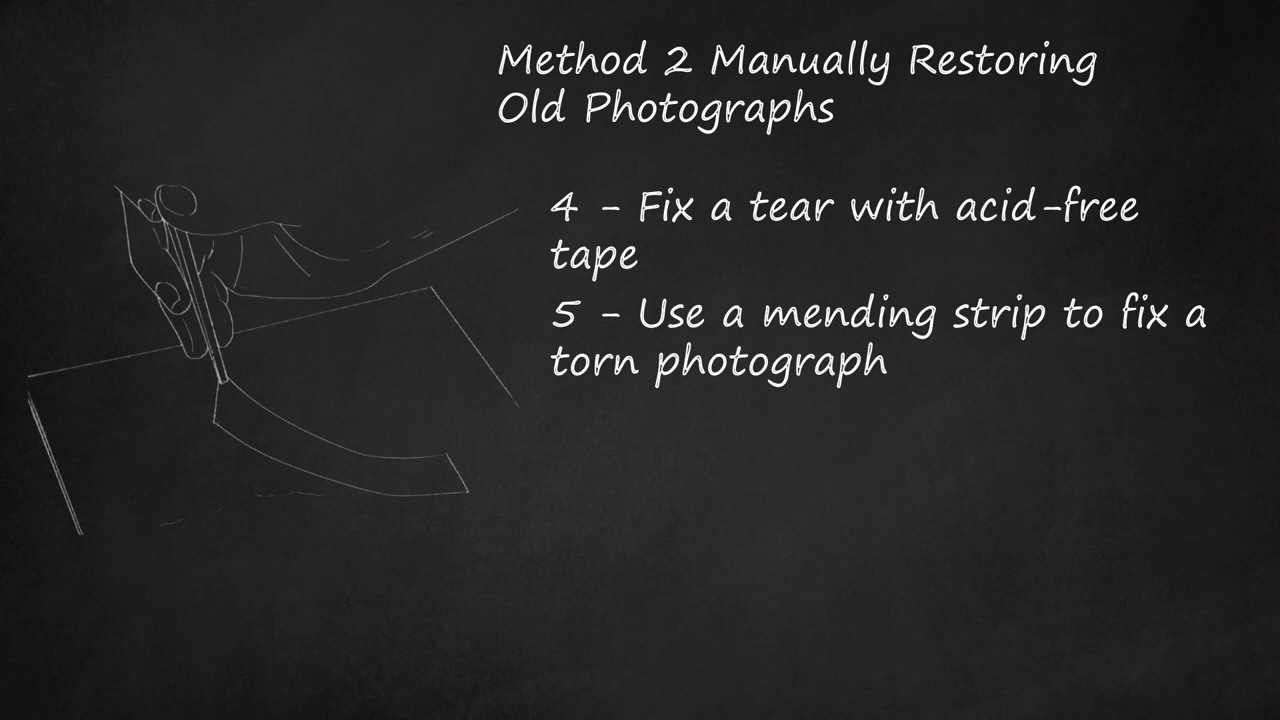 Method 2 Manually Restoring
Old Photographs
4 - Fix a tear with acid-free
tape
5 - Use a mending strip to fix a
torn photograph